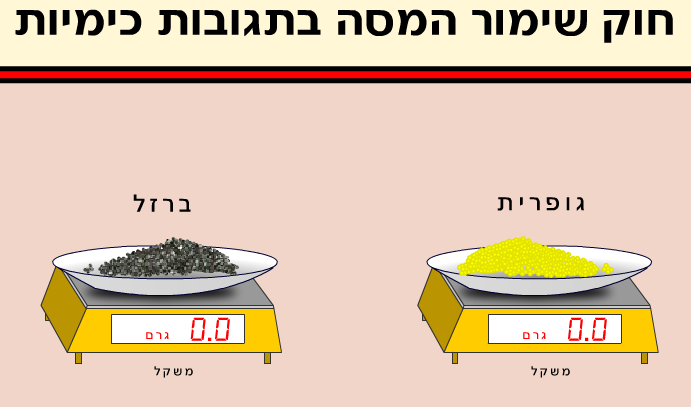 חוק שימור המסה בתגובות כימיות
גופרית
ברזל
0.0 גרם
0.0 גרם
משקל
משקל